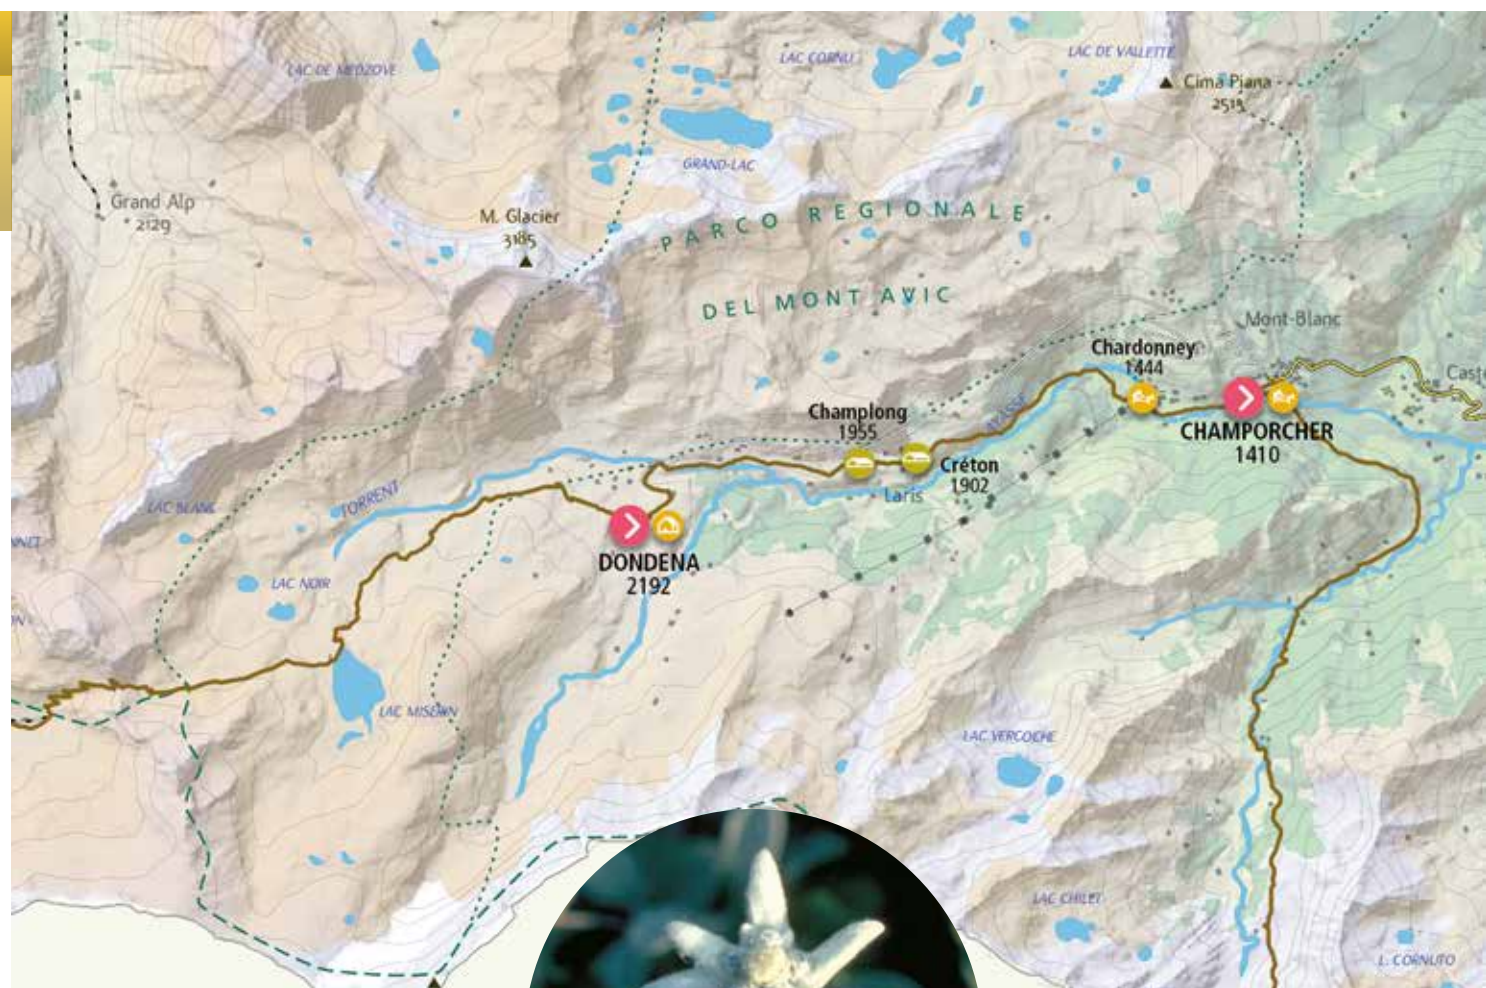 LAC DE MEDZOVE
LAC CORNU
LAC DE VALLETTE
Cima Piana
GRAND-LAC
Grand Alp
2129
M. Glacier
3185
PARCO REGIONALE
DEL MONT AVIC
Mont-Blanc
Chardonney
1444
Champlong
1955
CHAMPORCHER
1410
Créton
1902
Laris
LAC BLANC
TORRENT
DONDENA
2192
LAC NOIR
LAC MISERIN
LAC VERCOCHE
LAC CHILET
L. CORNUTO